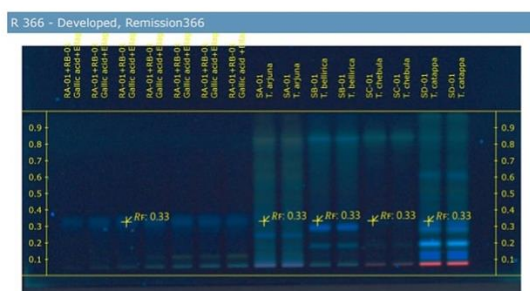 R 366 - Developed, Remission366
RA-01+RB-0
Gallic acid+E
RA-01+RB-0
Gallic acid+E
RA-01+RB-0
Gallic acid+E
RA-01+RB-0
Gallic acid+E
RA-01+RB-0
Gallic acid+E
RA-01+RB-0
Gallic acid+E
RA-01+RB-0
Gallic acid+
SA-01
T. arjuna
SA-01
T. arjuna
SB-01
T. bellirica
SB-01
T. bellirica
SC-01
T. chebula
SC-01
T. chebula
SD-01
T. catappa
SD-01
T. catappa
0.9 0.9
0.8 0.8
0.7 0.7
0.6 0.6
0.5 0.5
0.4 0.4
RF: 0.33 RF: 0.33 RF: 0.33 RF: 0.33 RF: 0.33
0.3 0.3
0.2 0.2
0.1 0.1